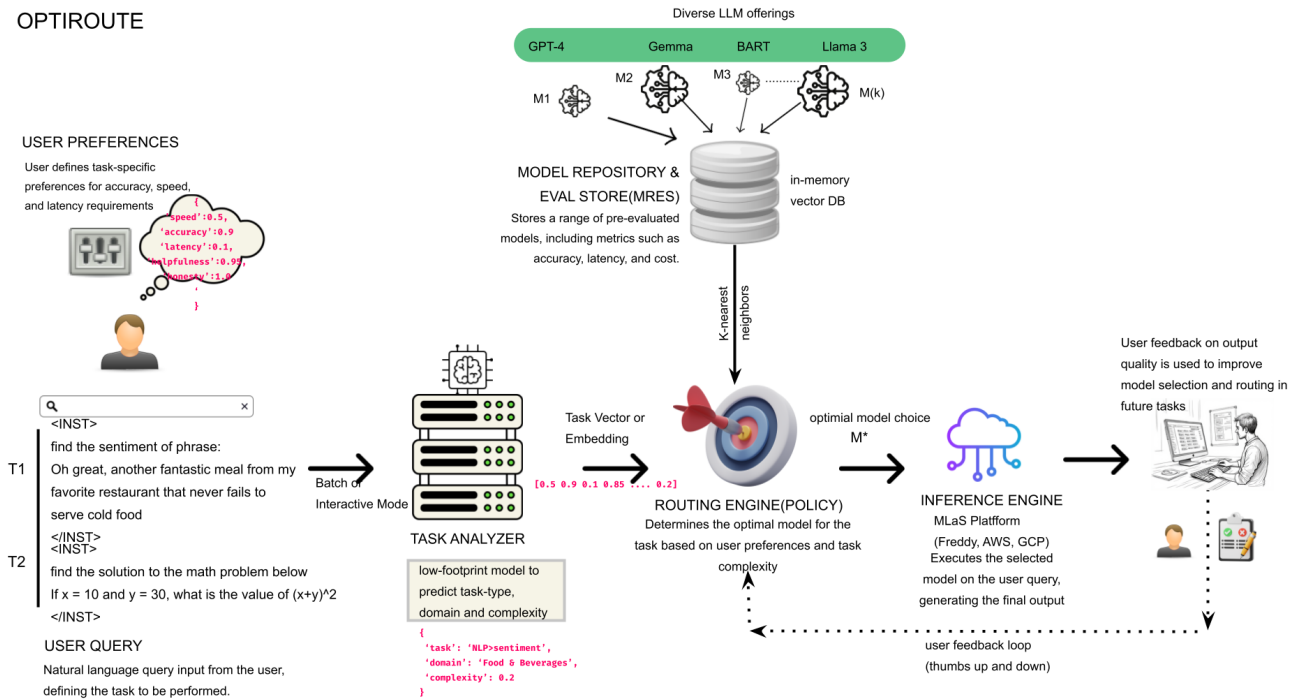 OPTIROUTE
Diverse LLM offerings
GPT-4 Gemma BART Llama 3
M1
M2
M3
M(k)
USER PREFERENCES
User defines task-specific
preferences for accuracy, speed,
and latency requirements
{
‘speed’:0.5,
‘accuracy’:0.9
‘latency’:0.1,
‘helpfulness’:0.95,
‘honesty’:1.0
‘
}
MODEL REPOSITORY &
EVAL STORE(MRES)
Stores a range of pre-evaluated
models, including metrics such as
accuracy, latency, and cost.
in-memory
vector DB
K-nearest
neighbors
<INST>
find the sentiment of phrase:
T1
Oh great, another fantastic meal from my
favorite restaurant that never fails to
serve cold food
</INST>
<INST>
T2
find the solution to the math problem below
If x = 10 and y = 30, what is the value of (x+y)^2
</INST>
USER QUERY
Natural language query input from the user,
defining the task to be performed.
Batch or
Interactive Mode
TASK ANALYZER
low-footprint model to
predict task-type,
domain and complexity
{
‘task’: ‘NLP>sentiment’,
‘domain’: ‘Food & Beverages’,
‘complexity’: 0.2
}
Task Vector or
Embedding
[0.5 0.9 0.1 0.85 .... 0.2]
ROUTING ENGINE(POLICY)
Determines the optimal model for the
task based on user preferences and task
complexity
optimial model choice
M*
INFERENCE ENGINE
MLaS Platfform
(Freddy, AWS, GCP)
Executes the selected
model on the user query,
generating the final output
User feedback on output
quality is used to improve
model selection and routing in
future tasks
user feedback loop
(thumbs up and down)